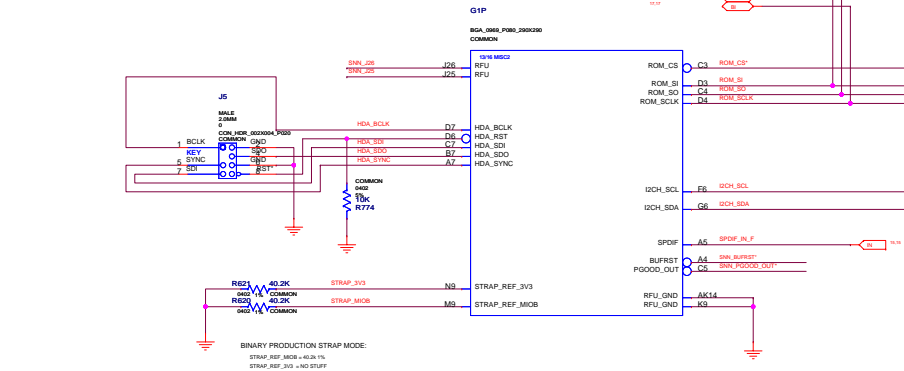 G1P
BGA_0969_P080_290X290
COMMON
13/16 MISC2
SNN_J26 J26 RFU
SNN_J25 J25 RFU
ROM_CS C3 ROM_CS*
ROM_SI D3 ROM_SI
ROM_SO C4 ROM_SO
ROM_SCLK D4 ROM_SCLK
BI
J5
MALE
2.0MM
0
CON_HDR_002X004_P020
COMMON
1 BCLK GND
KEY SDO
5 SYNC GND
7 SDI RST*
HDA_BCLK D7 HDA_BCLK
D6 HDA_RST
HDA_SDI C7 HDA_SDI
HDA_SDO B7 HDA_SDO
HDA_SYNC A7 HDA_SYNC
COMMON
0402
5%
10K
R774
I2CH_SCL F6 I2CH_SCL
I2CH_SDA G6 I2CH_SDA
SPDIF A5 SPDIF_IN_F IN
BUFRST A4 SNN_BUFRST*
PGOOD_OUT C5 SNN_PGOOD_OUT*
R621 40.2K STRAP_3V3 N9 STRAP_REF_3V3
0402 1% COMMON
R620 40.2K STRAP_MIOB M9 STRAP_REF_MIOB
0402 1% COMMON
RFU_GND AK14
RFU_GND K9
BINARY PRODUCTION STRAP MODE:
STRAP_REF_MIOB = 40.2k 1%
STRAP_REF_3V3 = NO STUFF